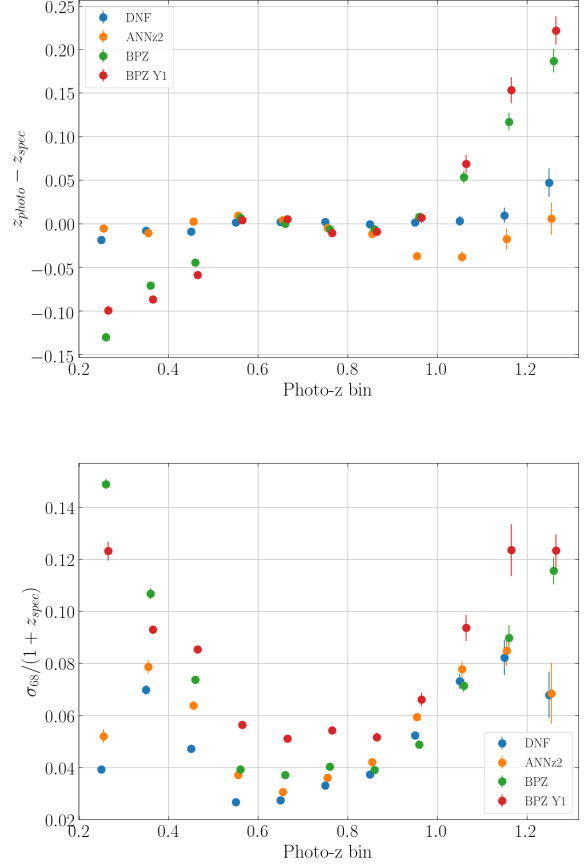 0.25
0.20
0.15
0.10
0.05
0.00
−0.05
−0.10
−0.15
z_photo − z_spec
DNF
ANNz2
BPZ
BPZ Y1
0.2 0.4 0.6 0.8 1.0 1.2
Photo-z bin
0.14
0.12
0.10
0.08
0.06
0.04
0.02
σ_68/(1 + z_spec)
DNF
ANNz2
BPZ
BPZ Y1
0.2 0.4 0.6 0.8 1.0 1.2
Photo-z bin